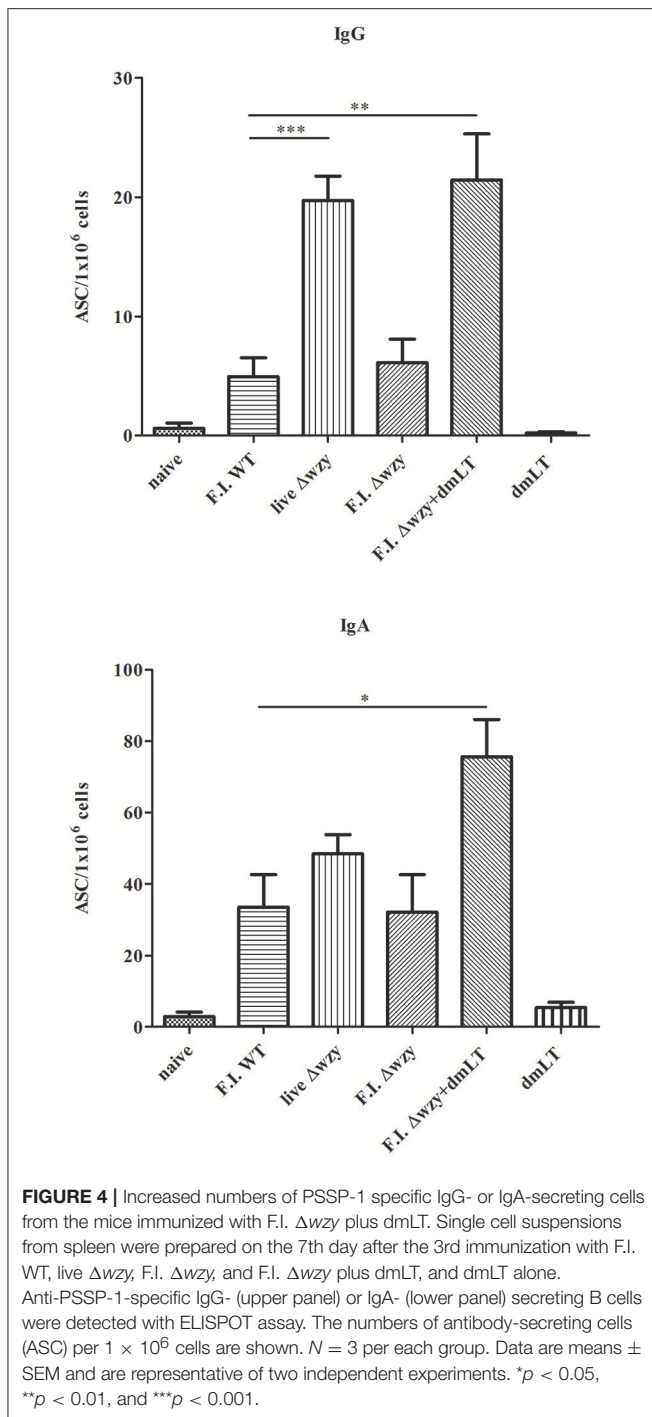 IgG
30
20
10
0
ASC/1x10⁶ cells
***
**
naive
F.I. WT
live Δwzy
F.I. Δwzy
F.I. Δwzy+dmLT
dmLT
IgA
100
80
60
40
20
0
ASC/1x10⁶ cells
*
naive
F.I. WT
live Δwzy
F.I. Δwzy
F.I. Δwzy+dmLT
dmLT
FIGURE 4 | Increased numbers of PSSP-1 specific IgG- or IgA-secreting cells
from the mice immunized with F.I. Δwzy plus dmLT. Single cell suspensions
from spleen were prepared on the 7th day after the 3rd immunization with F.I.
WT, live Δwzy, F.I. Δwzy, and F.I. Δwzy plus dmLT, and dmLT alone.
Anti-PSSP-1-specific IgG- (upper panel) or IgA- (lower panel) secreting B cells
were detected with ELISPOT assay. The numbers of antibody-secreting cells
(ASC) per 1 × 10⁶ cells are shown. N = 3 per each group. Data are means ±
SEM and are representative of two independent experiments. *p < 0.05,
**p < 0.01, and ***p < 0.001.